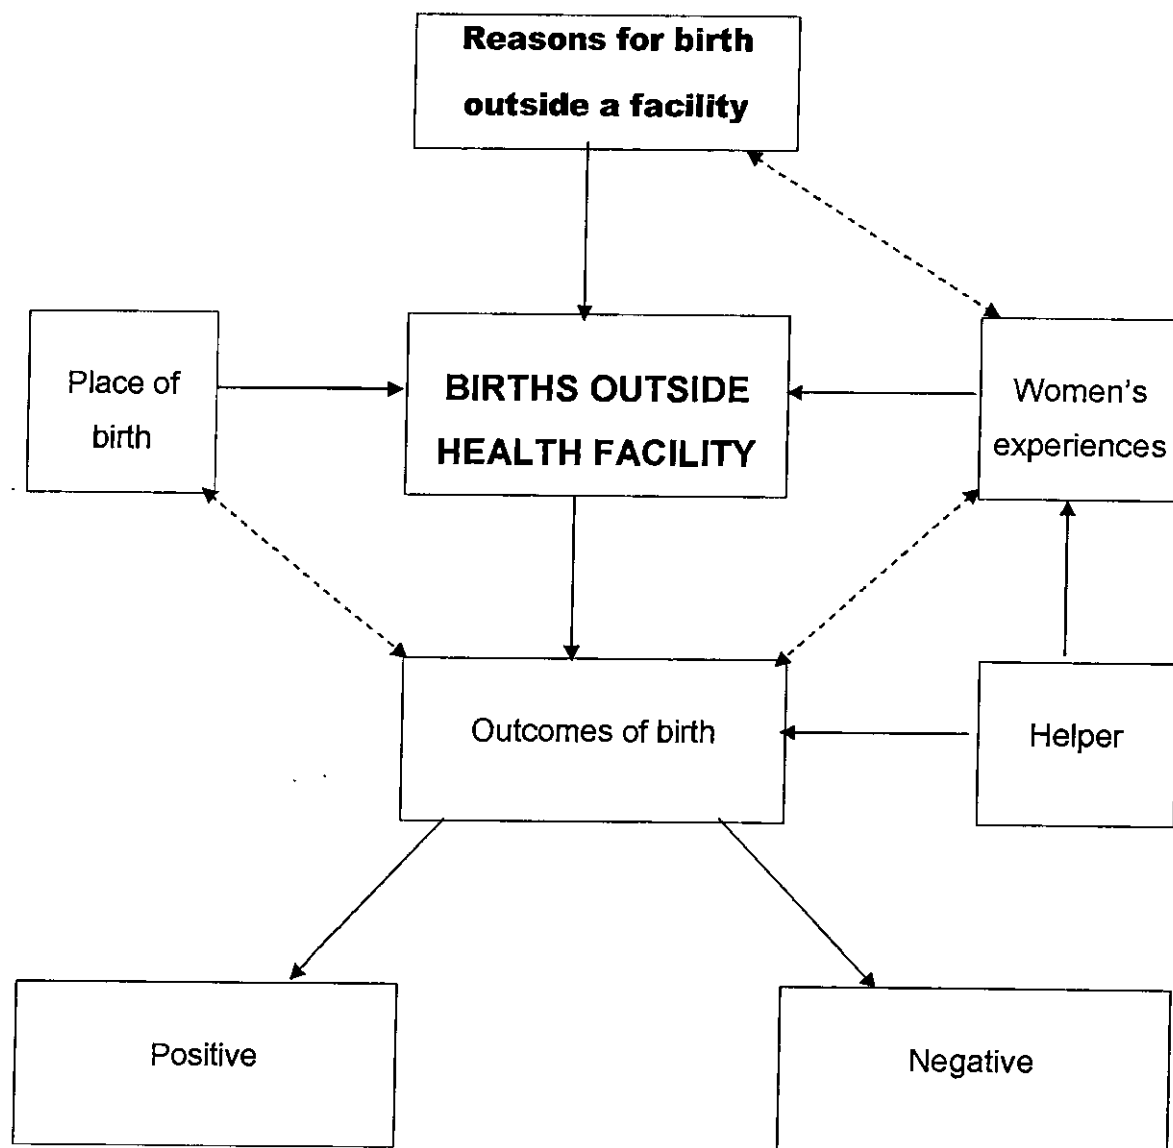 Reasons for birth
outside a facility
Place of
birth
BIRTHS OUTSIDE
HEALTH FACILITY
Women's
experiences
Outcomes of birth
Helper
Positive
Negative